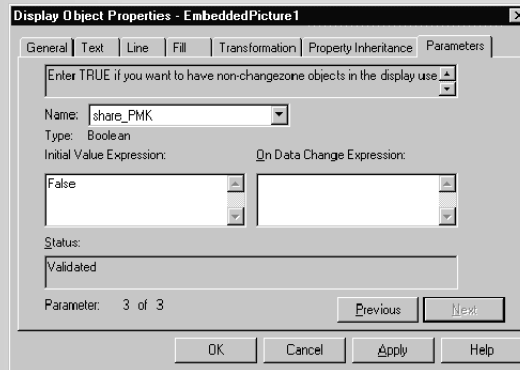 Display Object Properties - EmbeddedPicture1
General Text Line Fill Transformation Property Inheritance Parameters
Enter TRUE if you want to have non-changezone objects in the display use
Name: share_PMK
Type: Boolean
Initial Value Expression: On Data Change Expression:
False
Status:
Validated
Parameter: 3 of 3 Previous Next
OK Cancel Apply Help